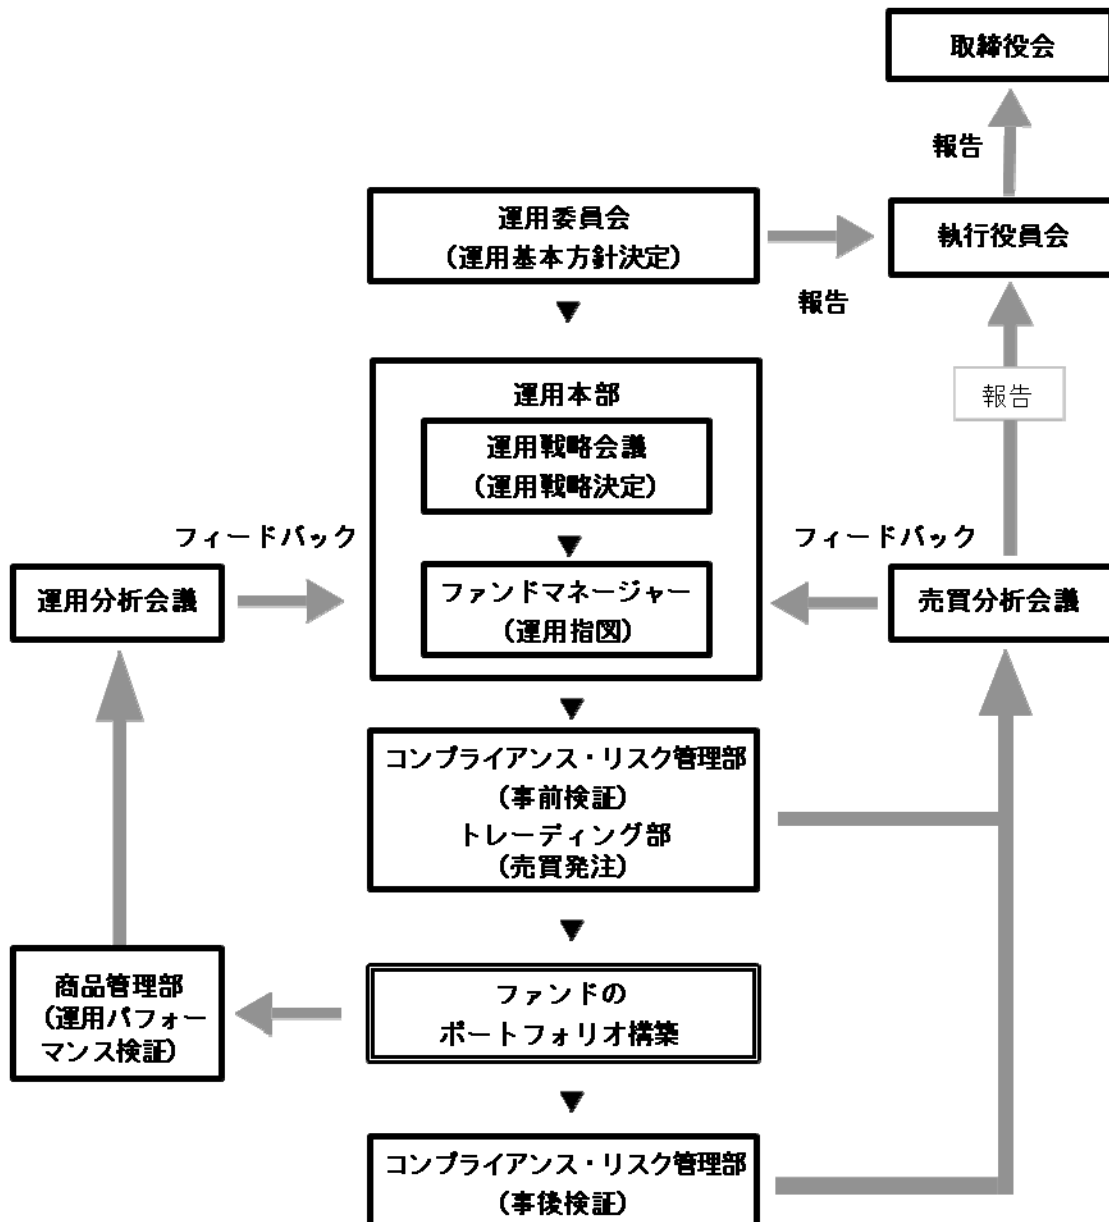 取締役会
報告
運用委員会
（運用基本方針決定）
執行役員会
報告
運用本部
報告
運用戦略会議
（運用戦略決定）
フィードバック
フィードバック
運用分析会議
ファンドマネージャー
（運用指図）
売買分析会議
コンプライアンス・リスク管理部
（事前検証）
トレーディング部
（売買発注）
商品管理部
（運用パフォー
マンス検証）
ファンドの
ポートフォリオ構築
コンプライアンス・リスク管理部
（事後検証）